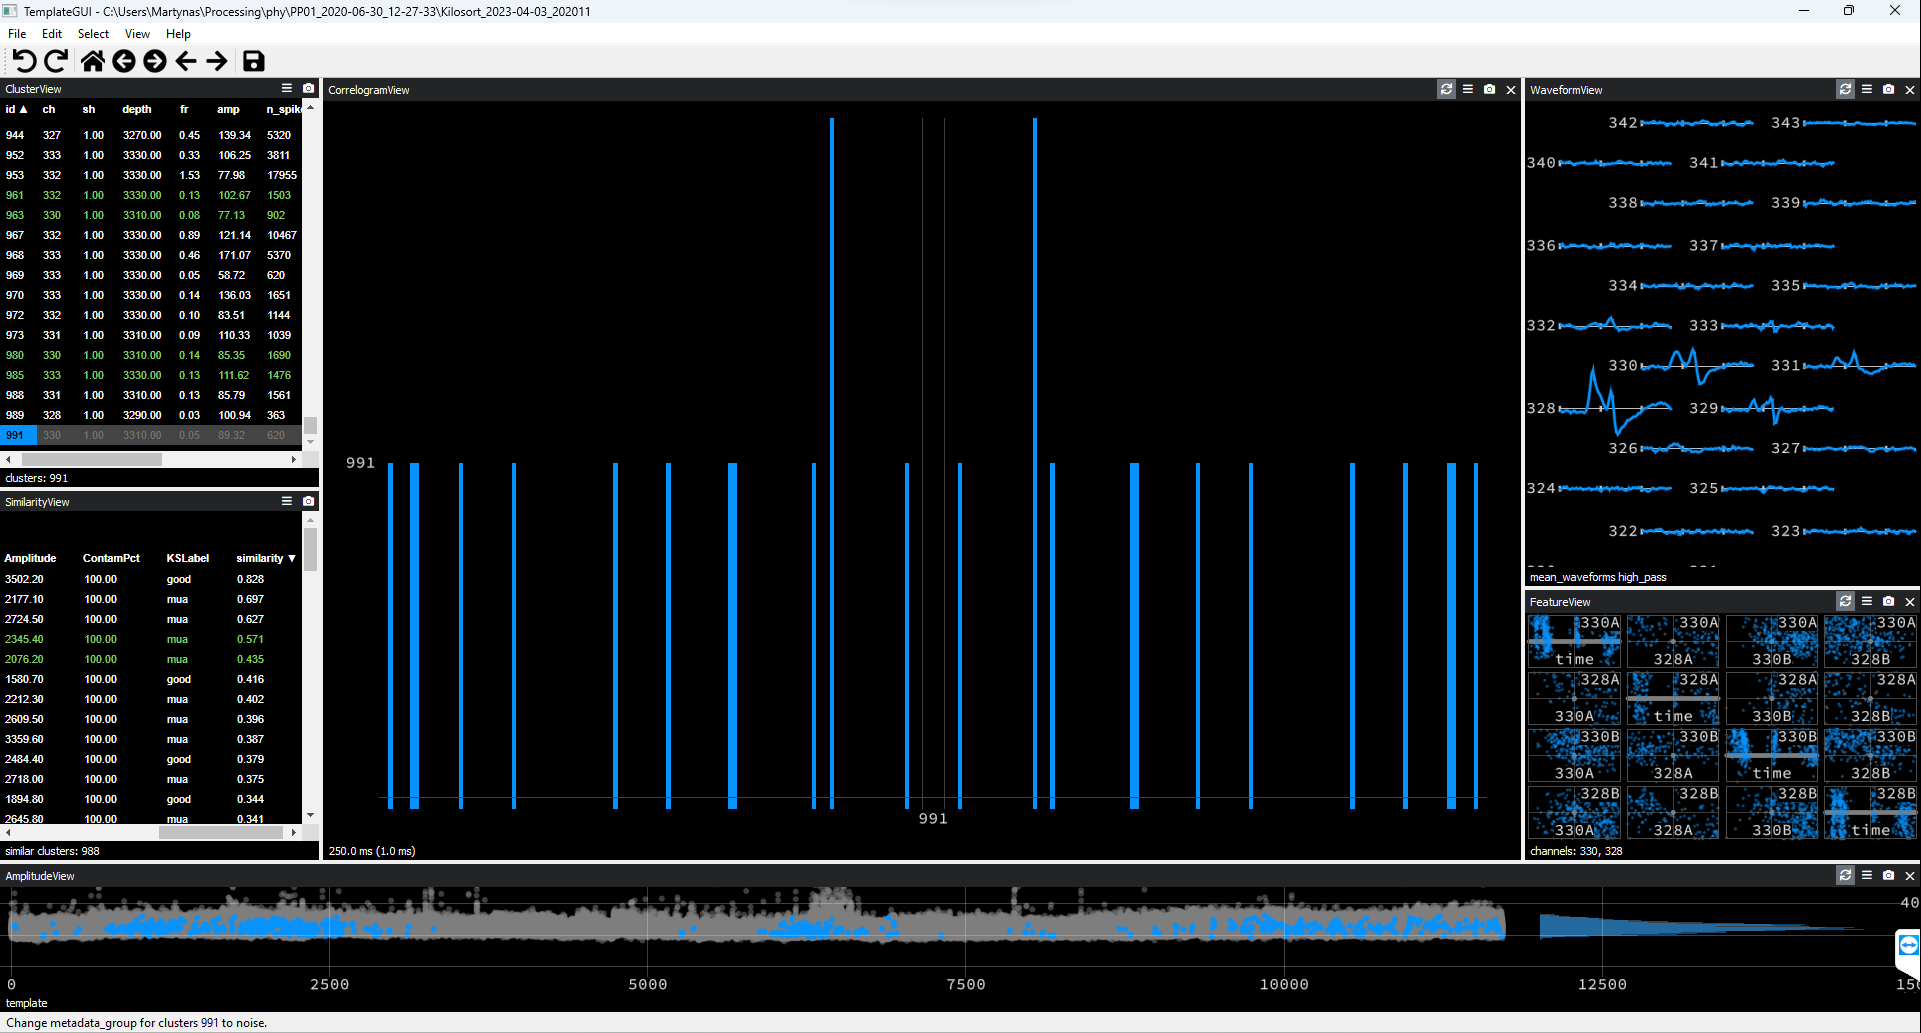 TemplateGUI - C:\Users\Martynas\Processing\phy\PP01_2020-06-30_12-27-33\Kilosort_2023-04-03_202011
File Edit Select View Help
ClusterView
id ▲ ch sh depth fr amp n_spik
944 327 1.00 3270.00 0.45 139.34 5320
952 333 1.00 3330.00 0.33 106.25 3811
953 332 1.00 3330.00 1.53 77.98 17955
961 332 1.00 3330.00 0.13 102.67 1503
963 330 1.00 3310.00 0.08 77.13 902
967 332 1.00 3330.00 0.89 121.14 10467
968 333 1.00 3330.00 0.46 171.07 5370
969 333 1.00 3330.00 0.05 58.72 620
970 333 1.00 3330.00 0.14 136.03 1651
972 332 1.00 3330.00 0.10 83.51 1144
973 331 1.00 3310.00 0.09 110.33 1039
980 330 1.00 3310.00 0.14 85.35 1690
985 333 1.00 3330.00 0.13 111.62 1476
988 331 1.00 3310.00 0.13 85.79 1561
989 328 1.00 3290.00 0.03 100.94 363
991 330 1.00 3310.00 0.05 89.32 620
clusters: 991
SimilarityView
Amplitude ContamPct KSLabel similarity ▼
3502.20 100.00 good 0.828
2177.10 100.00 mua 0.697
2724.50 100.00 mua 0.627
2345.40 100.00 mua 0.571
2076.20 100.00 mua 0.435
1580.70 100.00 good 0.416
2212.30 100.00 mua 0.402
2609.50 100.00 mua 0.396
3359.60 100.00 mua 0.387
2484.40 100.00 good 0.379
2718.00 100.00 mua 0.375
1894.80 100.00 good 0.344
2645.80 100.00 mua 0.341
similar clusters: 988
CorrelogramView
991
991
250.0 ms (1.0 ms)
WaveformView
342 343
340 341
338 339
336 337
334 335
332 333
330 331
328 329
326 327
324 325
322 323
mean_waveforms high_pass
FeatureView
330A 330A 330A 330A
time 328A 330B 328B
328A 328A 328A 328A
330A time 330B 328B
330B 330B 330B 330B
330A 328A time 328B
328B 328B 328B 328B
330A 328A 330B time
channels: 330, 328
AmplitudeView
40
0 2500 5000 7500 10000 12500 150
template
Change metadata_group for clusters 991 to noise.